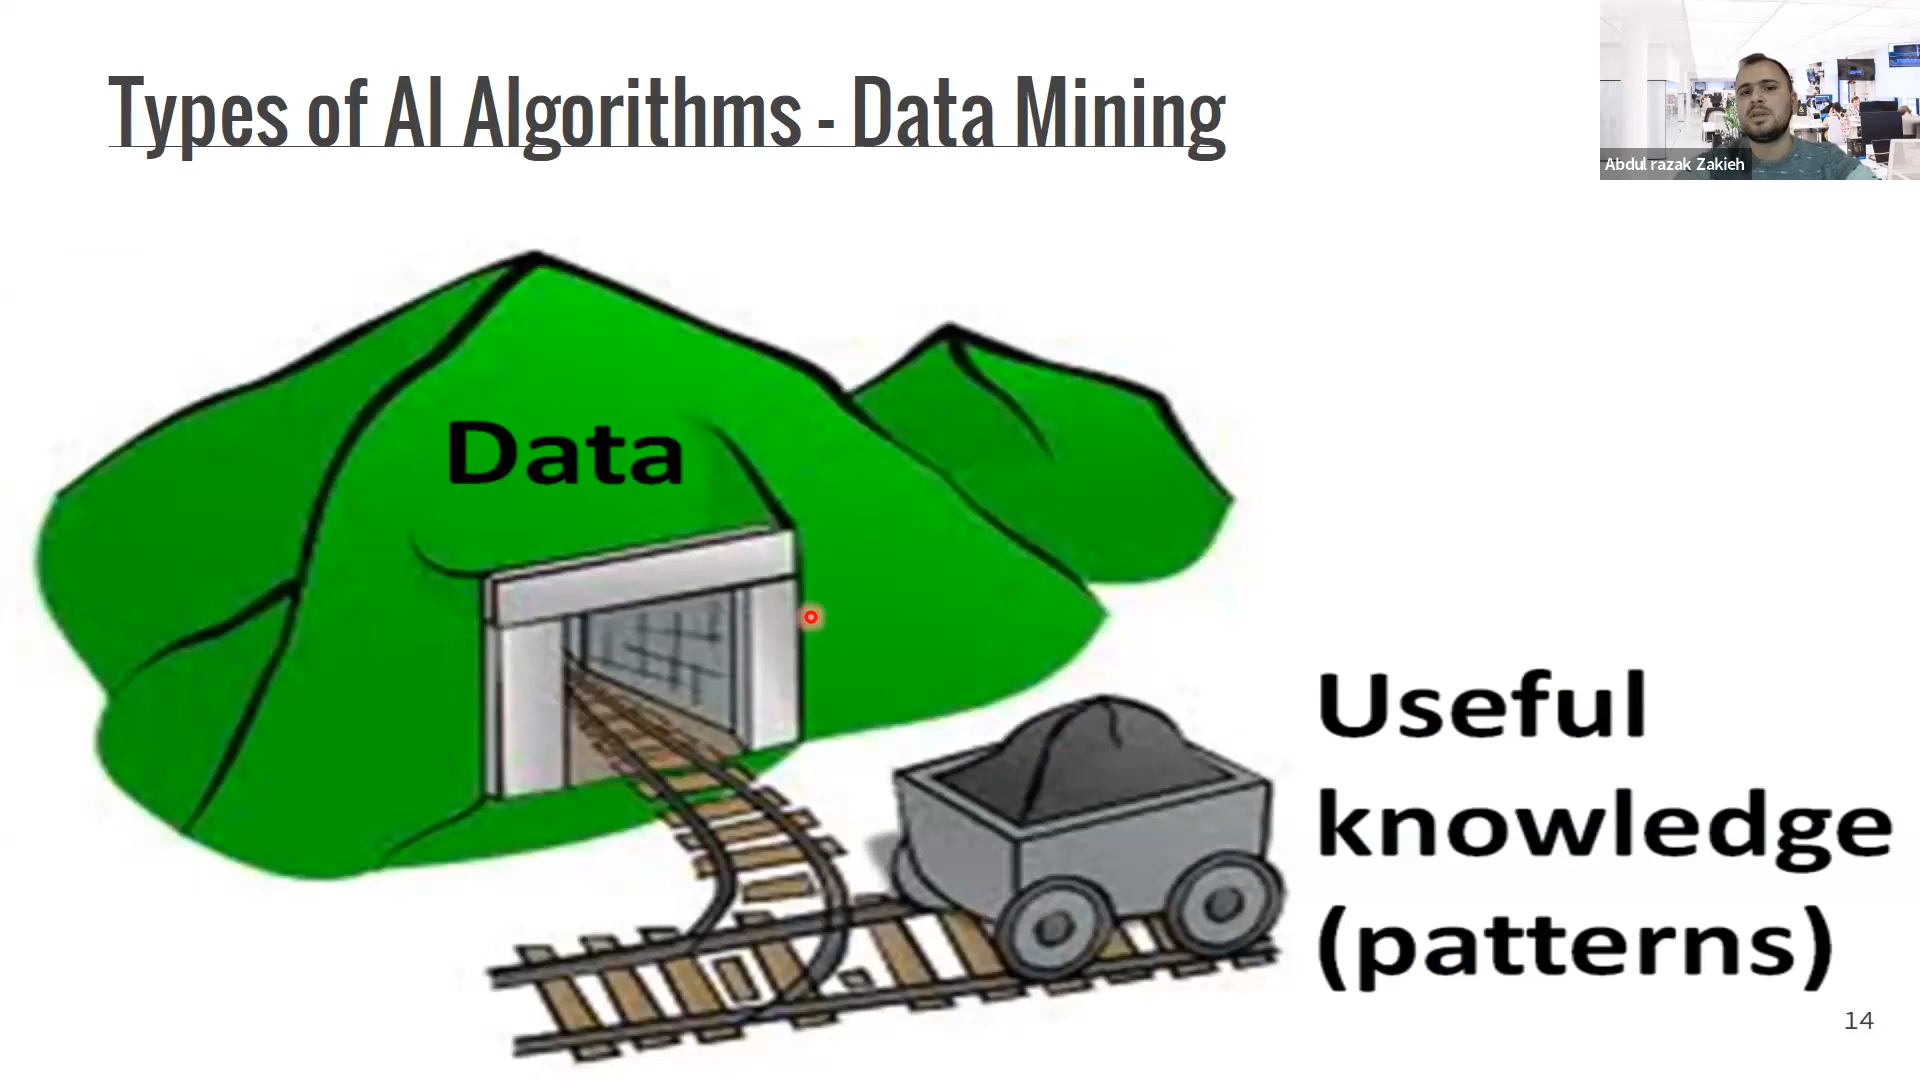 Types of AI Algorithms - Data Mining
Abdul razak Zakieh
Data
Useful
knowledge
(patterns)
14